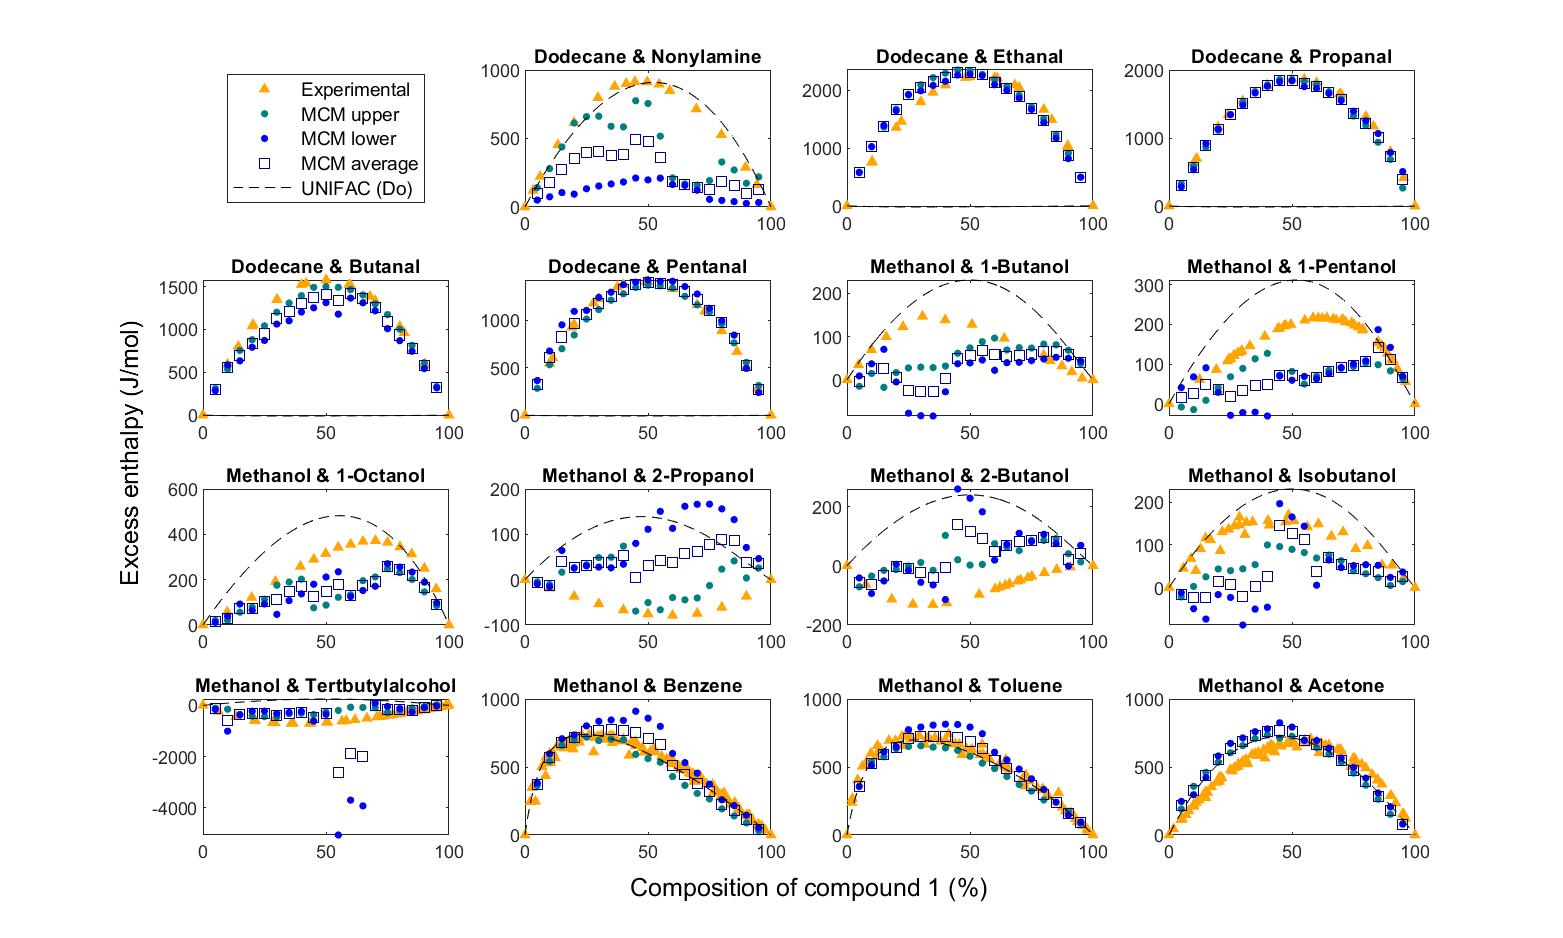 Dodecane & Nonylamine
Dodecane & Ethanal
Dodecane & Propanal
Experimental
MCM upper
MCM lower
MCM average
UNIFAC (Do)
1000
500
0
0 50 100
2000
1000
0
0 50 100
2000
1000
0
0 50 100
Dodecane & Butanal
Dodecane & Pentanal
Methanol & 1-Butanol
Methanol & 1-Pentanol
1500
1000
500
0
0 50 100
1000
500
0
0 50 100
200
100
0
0 50 100
300
200
100
0
0 50 100
Methanol & 1-Octanol
Methanol & 2-Propanol
Methanol & 2-Butanol
Methanol & Isobutanol
600
400
200
0
0 50 100
200
100
0
-100
0 50 100
200
0
-200
0 50 100
200
100
0
0 50 100
Methanol & Tertbutylalcohol
Methanol & Benzene
Methanol & Toluene
Methanol & Acetone
0
-2000
-4000
0 50 100
1000
500
0
0 50 100
1000
500
0
0 50 100
1000
500
0
0 50 100
Excess enthalpy (J/mol)
Composition of compound 1 (%)